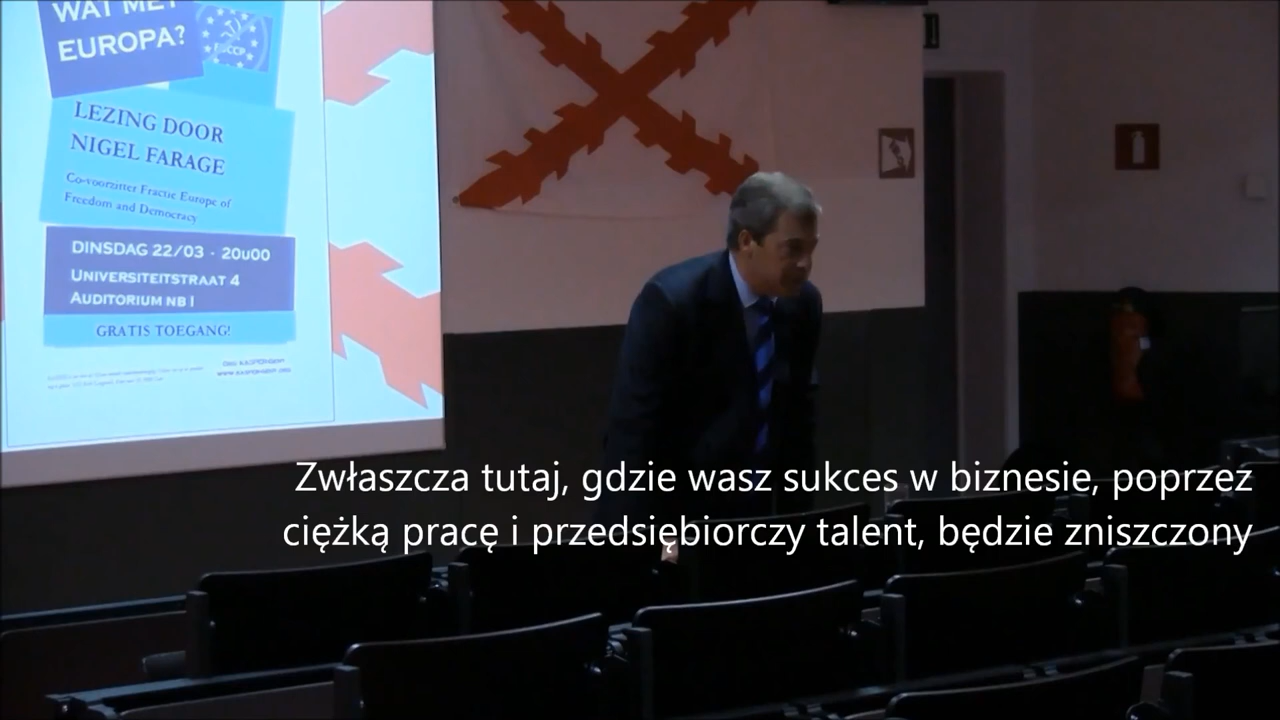 WAT MET
EUROPA?
LEZING DOOR
NIGEL FARAGE
Co-voorzitter Fractie Europe of
Freedom and Democracy
DINSDAG 22/03 - 20U00
UNIVERSITEITSTRAAT 4
AUDITORIUM NB I
GRATIS TOEGANG!
Zwłaszcza tutaj, gdzie wasz sukces w biznesie, poprzez
ciężką pracę i przedsiębiorczy talent, będzie zniszczony